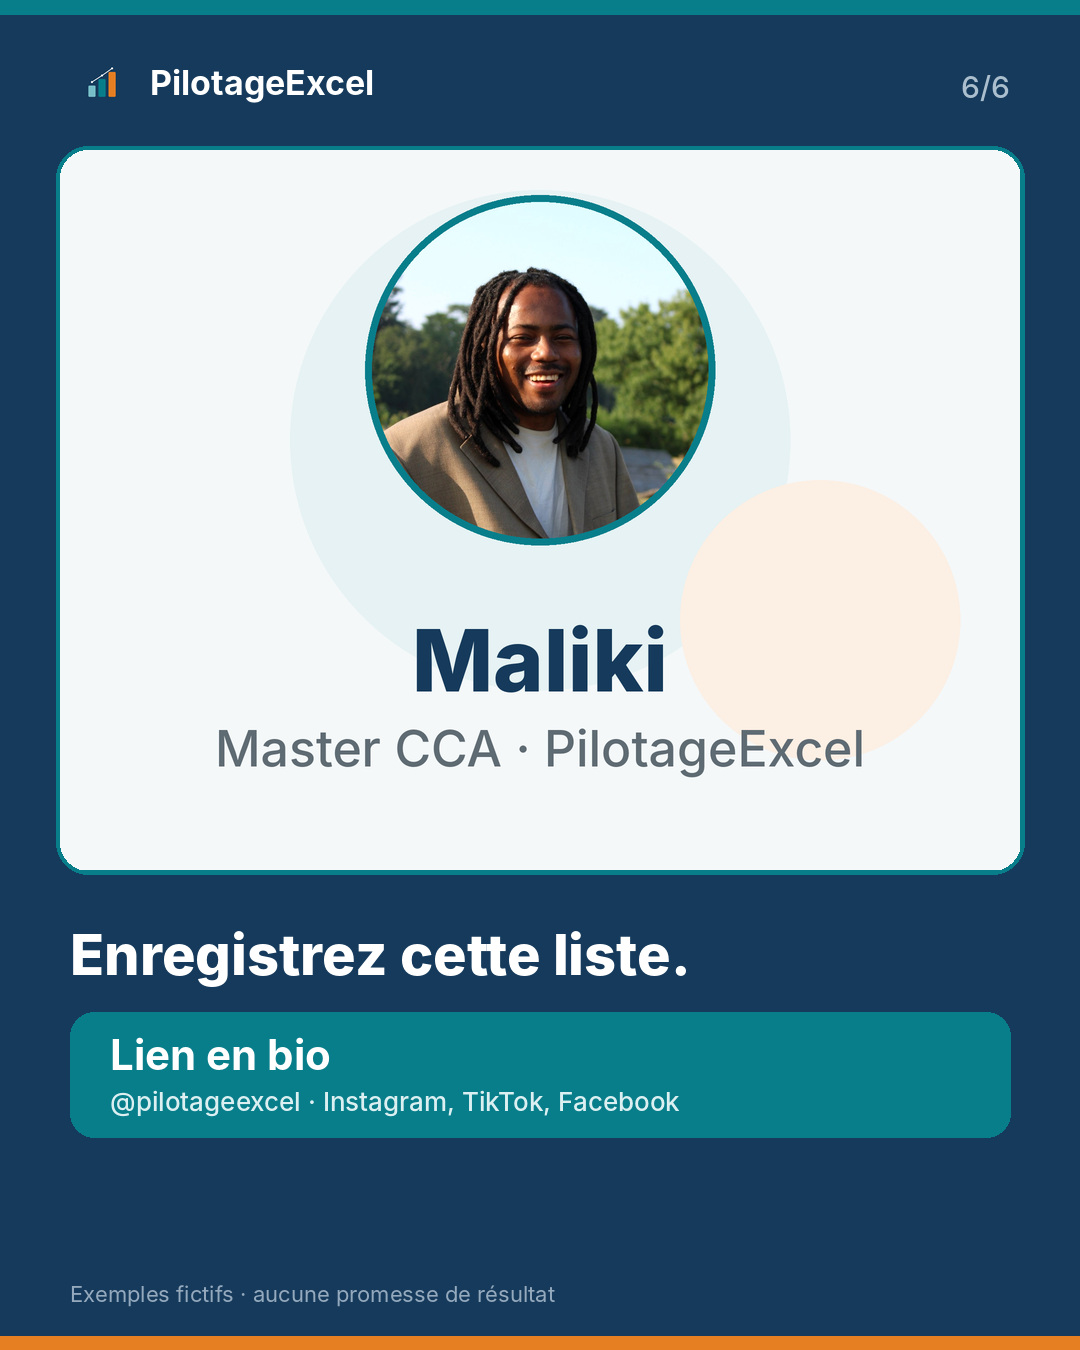 PilotageExcel
6/6
Maliki
Master CCA · PilotageExcel
Enregistrez cette liste.
Lien en bio
@pilotageexcel · Instagram, TikTok, Facebook
Exemples fictifs · aucune promesse de résultat